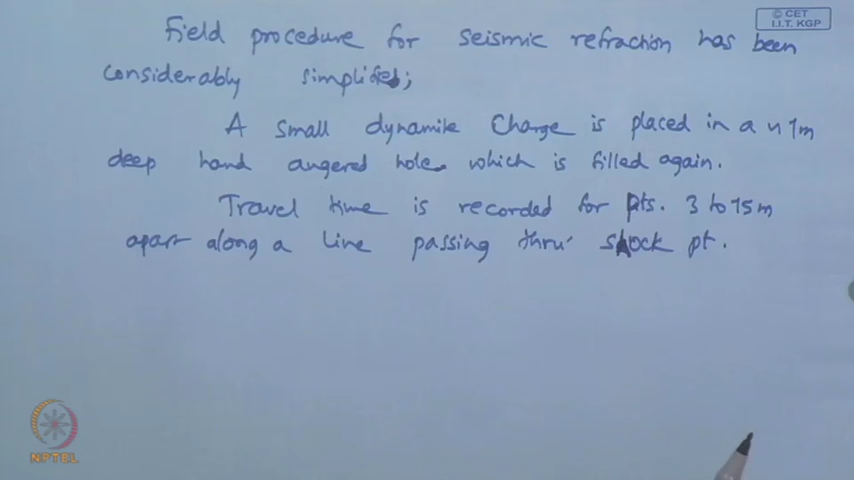 © CET
I.I.T. KGP
Field procedure for seismic refraction has been
considerably simplified;
A small dynamite charge is placed in a ~ 1m
deep hand augered hole which is filled again.
Travel time is recorded for pts. 3 to 15m
apart along a line passing thru' shock pt.
NPTEL